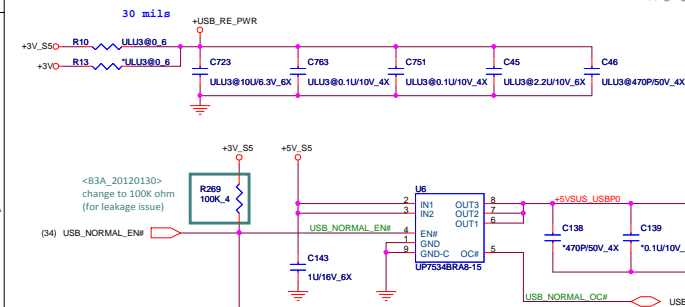 30 mils
+USB_RE_PWR
+3V_S5
R10
ULU3@0_6
+3V
R13
*ULU3@0_6
C723
ULU3@10U/6.3V_6X
C763
ULU3@0.1U/10V_4X
C751
ULU3@0.1U/10V_4X
C45
ULU3@2.2U/10V_6X
C46
ULU3@470P/50V_4X
+3V_S5
+5V_S5
<B3A_20120130>
change to 100K ohm
(for leakage issue)
R269
100K_4
(34) USB_NORMAL_EN#
USB_NORMAL_EN#
C143
1U/16V_6X
U6
2 IN1 OUT3 8
3 IN2 OUT2 7
OUT1 6
4 EN#
1 GND
9 GND-C OC# 5
UP7534BRA8-15
+5VSUS_USBP0
C138
*470P/50V_4X
C139
*0.1U/10V_
USB_NORMAL_OC#
USB